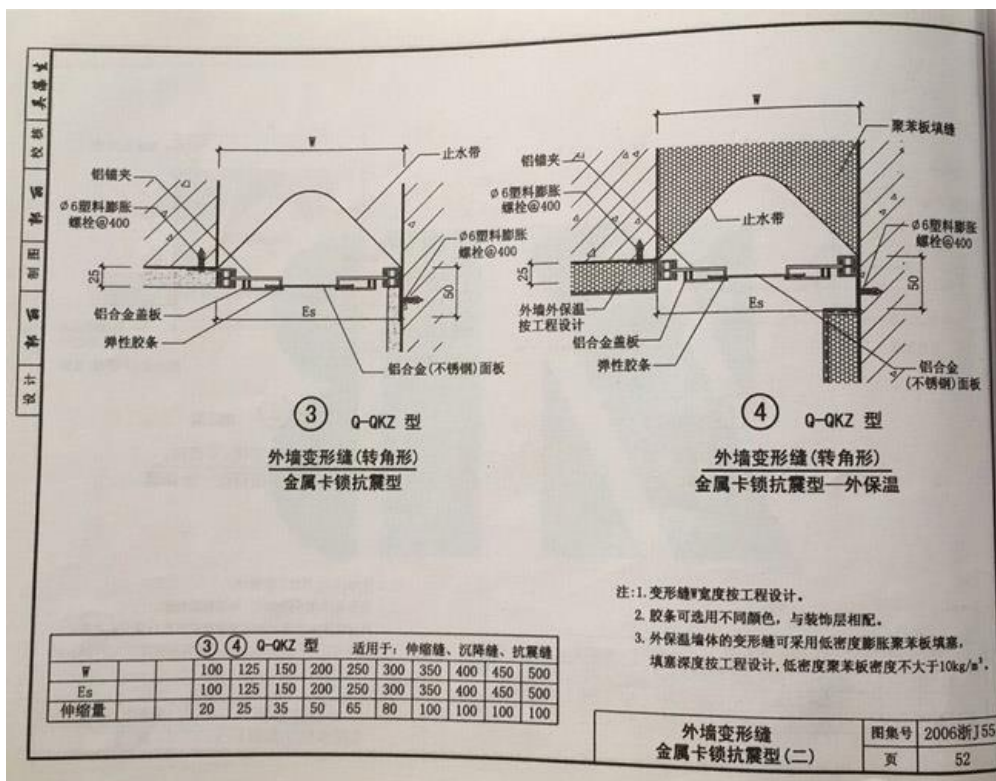 校核
制图
设计
W
铝锚夹
止水带
Ø6塑料膨胀
螺栓@400
Ø6塑料膨胀
螺栓@400
25
50
Es
铝合金盖板
弹性胶条
铝合金(不锈钢)面板
③ Q-QKZ 型
外墙变形缝(转角形)
金属卡锁抗震型
W
聚苯板填缝
铝锚夹
Ø6塑料膨胀
螺栓@400
止水带
Ø6塑料膨胀
螺栓@400
25
50
Es
外墙外保温
按工程设计
铝合金盖板
弹性胶条
铝合金
(不锈钢)面板
④ Q-QKZ 型
外墙变形缝(转角形)
金属卡锁抗震型—外保温
注:1.变形缝W宽度按工程设计。
2.胶条可选用不同颜色，与装饰层相配。
3.外保温墙体的变形缝可采用低密度膨胀聚苯板填塞，
填塞深度按工程设计,低密度聚苯板密度不大于10kg/m³。
③ ④ Q-QKZ 型 适用于：伸缩缝、沉降缝、抗震缝
W 100 125 150 200 250 300 350 400 450 500
Es 100 125 150 200 250 300 350 400 450 500
伸缩量 20 25 35 50 65 80 100 100 100 100
外墙变形缝
金属卡锁抗震型(二)
图集号 2006浙J55
页 52